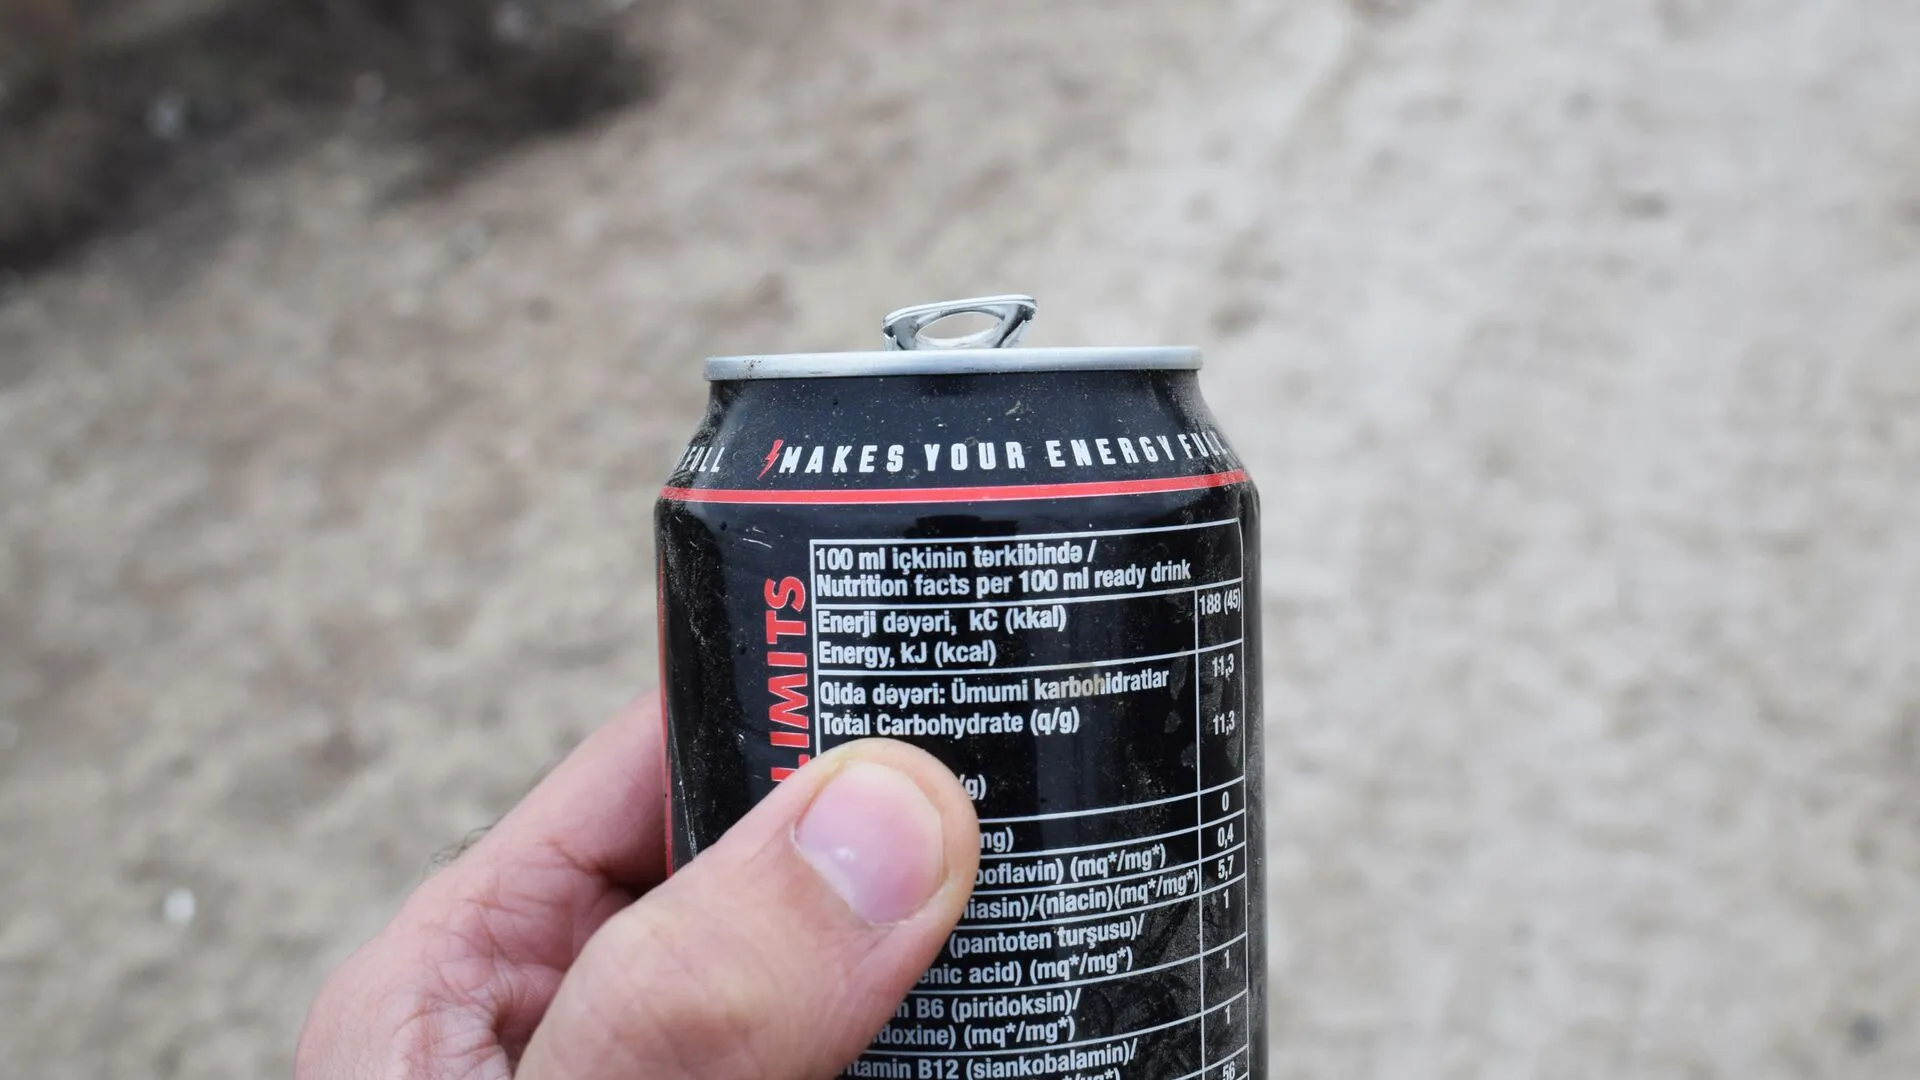 FULL MAKES YOUR ENERGY FULL
LIMITS
100 ml içkinin tərkibində /
Nutrition facts per 100 ml ready drink
Enerji dəyəri, kC (kkal)
Energy, kJ (kcal)
188 (45)
Qida dəyəri: Ümumi karbohidratlar
11,3
Total Carbohydrate (q/g)
11,3
/g)
0
mg)
0,4
boflavin) (mq*/mg*)
5,7
iasin)/(niacin)(mq*/mg*)
1
(pantoten turşusu)/
enic acid) (mq*/mg*)
1
n B6 (piridoksin)/
doxine) (mq*/mg*)
1
itamin B12 (siankobalamin)/
56